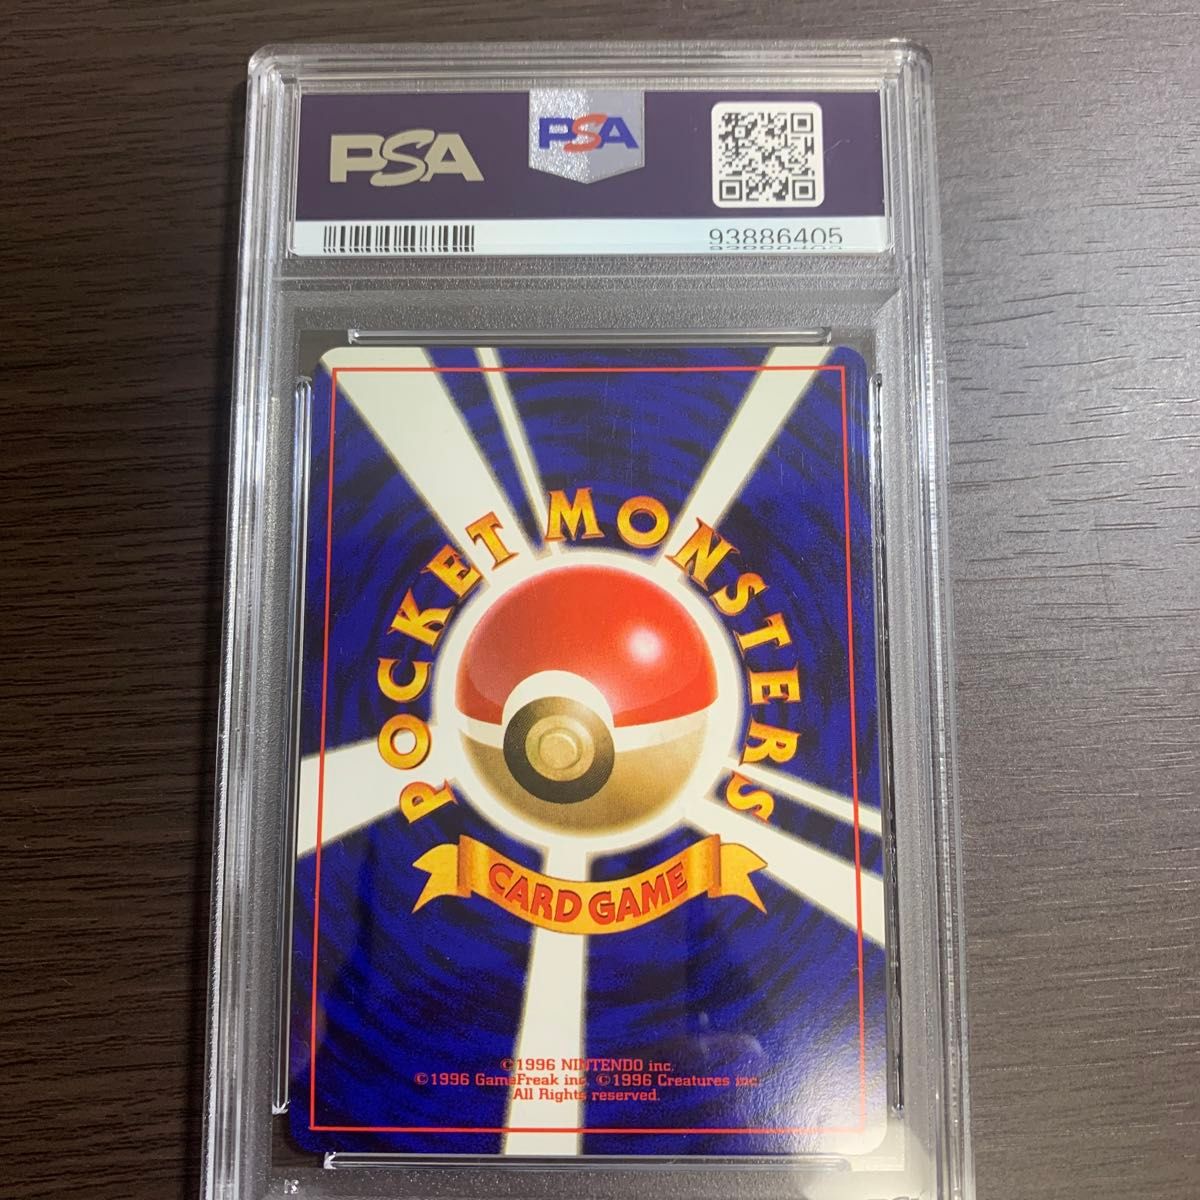 PSA
PSA
93886405
POCKET MONSTERS
CARD GAME
©1996 NINTENDO inc.
©1996 GameFreak inc. ©1996 Creatures inc.
All Rights reserved.